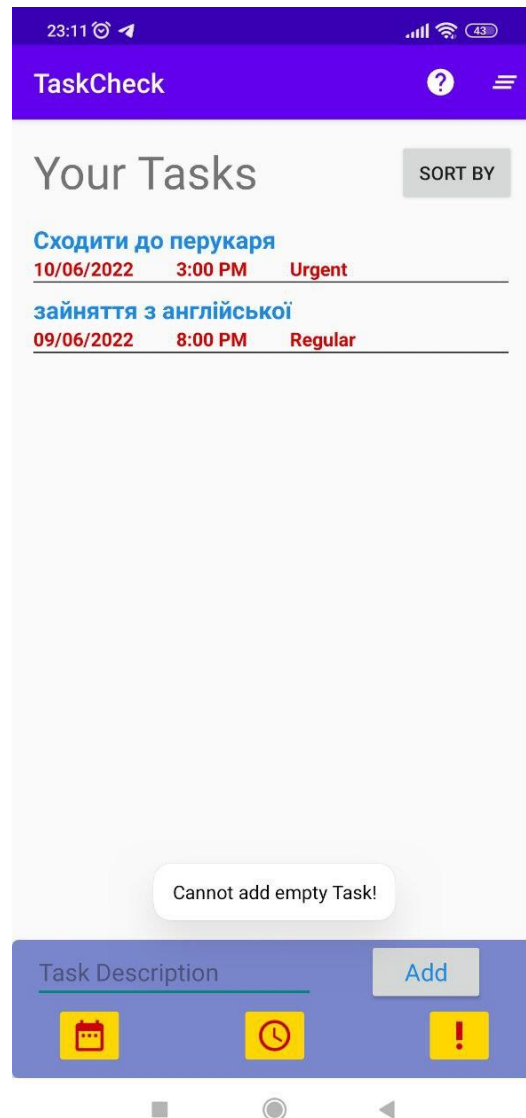 23:11 43
TaskCheck
Your Tasks SORT BY
Сходити до перукаря
10/06/2022 3:00 PM Urgent
зайняття з англійської
09/06/2022 8:00 PM Regular
Cannot add empty Task!
Task Description Add